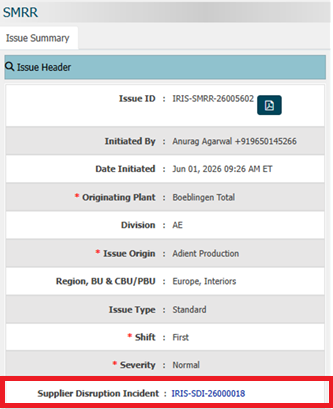 SMRR
Issue Summary
Issue Header
Issue ID : IRIS-SMRR-26005602
Initiated By : Anurag Agarwal +919650145266
Date Initiated : Jun 01, 2026 09:26 AM ET
* Originating Plant : Boeblingen Total
Division : AE
* Issue Origin : Adient Production
Region, BU & CBU/PBU : Europe, Interiors
Issue Type : Standard
* Shift : First
* Severity : Normal
Supplier Disruption Incident : IRIS-SDI-26000018